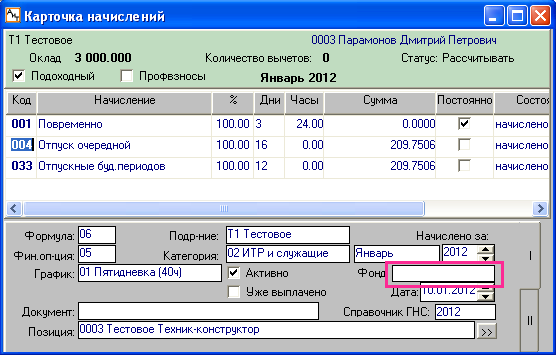 Карточка начислений
Т1 Тестовое 0003 Парамонов Дмитрий Петрович
Оклад 3 000.000 Количество вычетов: 0 Статус: Рассчитывать
Подоходный Профвзносы Январь 2012
Код Начисление % Дни Часы Сумма Постоянно Состо
001 Повременно 100.00 3 24.00 0.0000 начислено
004 Отпуск очередной 100.00 16 0.00 209.7506 начислено
033 Отпускные буд.периодов 100.00 12 0.00 209.7506 начислено
Формула: 06 Подр-ние: Т1 Тестовое Начислено за:
Фин.оп-ция: 05 Категория: 02 ИТР и служащие Январь 2012
График: 01 Пятидневка (40ч) Активно Фонд
Уже выплачено Дата: 10.01.2012
Документ: Справочник ГНС: 2012
Позиция: 0003 Тестовое Техник-конструктор >>
I
II